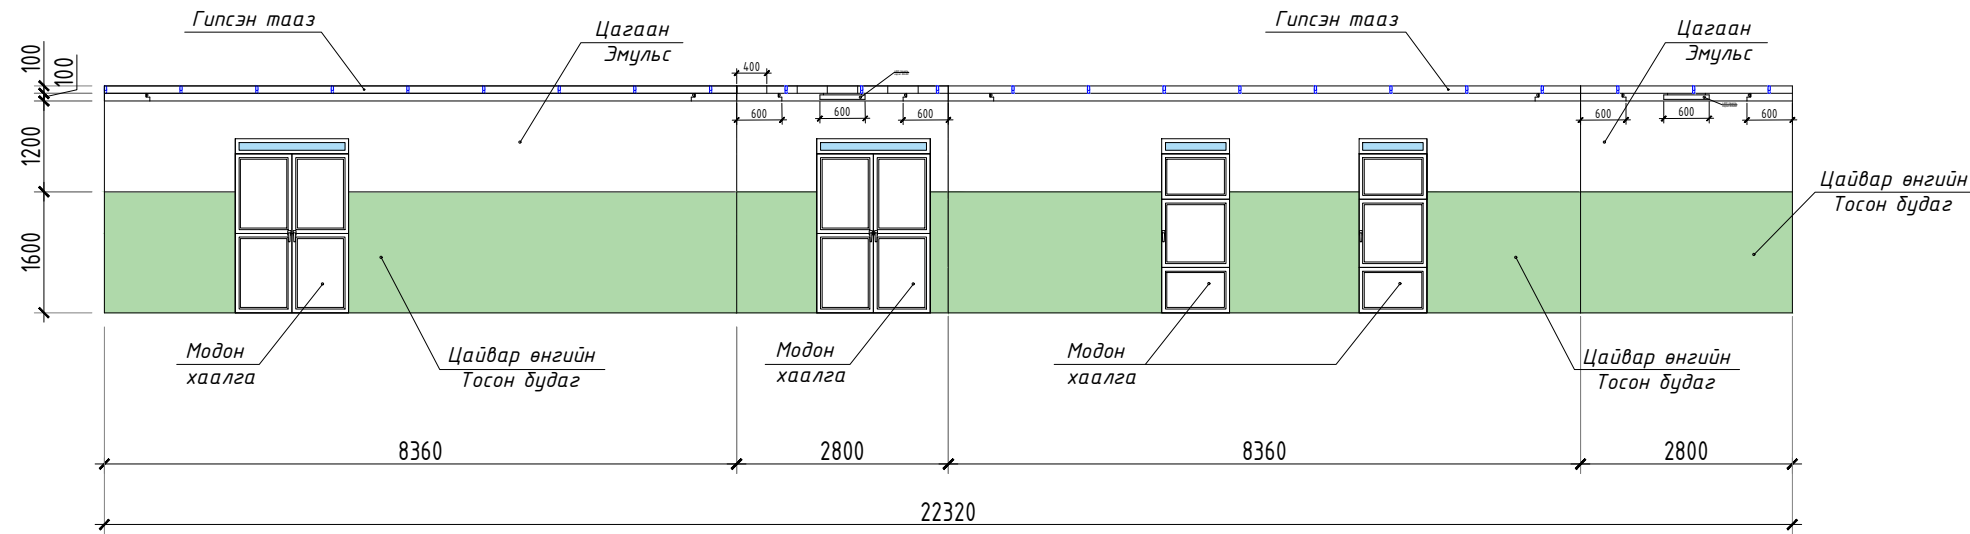 Гипсэн тааз
Гипсэн тааз
Цагаан
Эмульс
Цагаан
Эмульс
100
100
400
600
600
600
600
600
600
1200
1600
Цайвар өнгийн
Тосон будаг
Модон
хаалга
Цайвар өнгийн
Тосон будаг
Модон
хаалга
Модон
хаалга
Цайвар өнгийн
Тосон будаг
8360
2800
8360
2800
22320